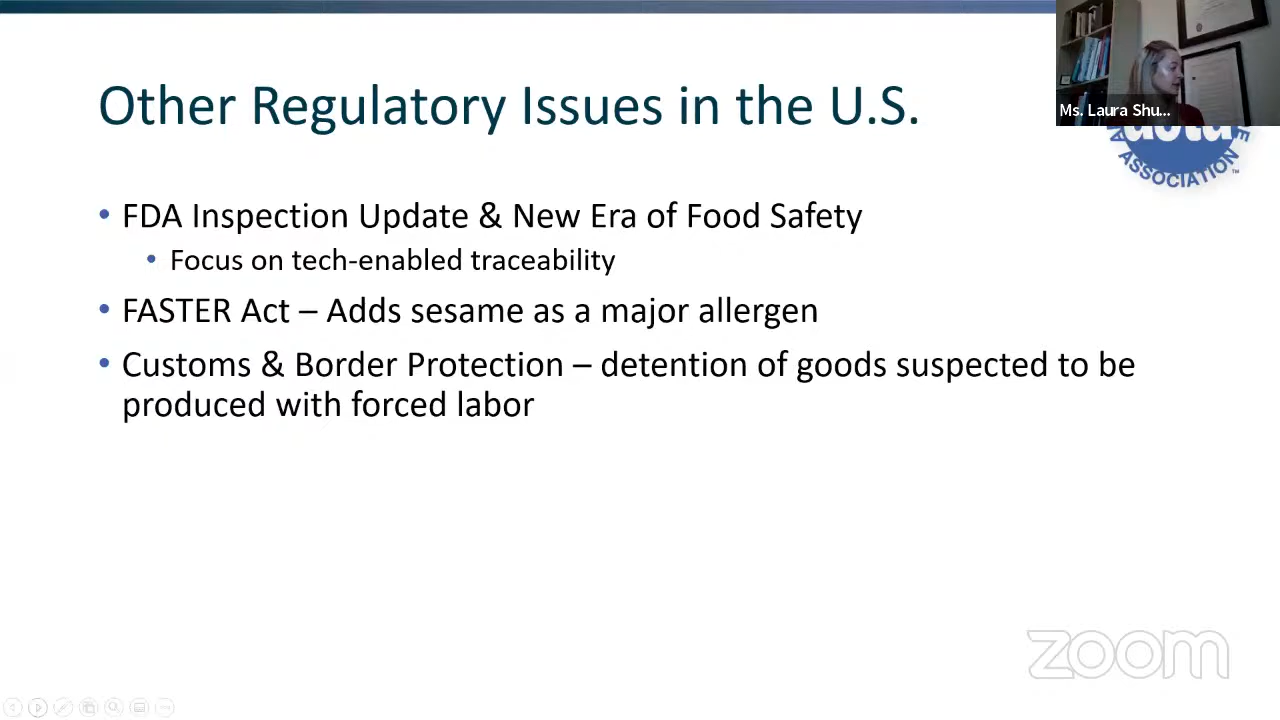 Other Regulatory Issues in the U.S.
Ms. Laura Shu...
ASSOCIATION
• FDA Inspection Update & New Era of Food Safety
• Focus on tech-enabled traceability
• FASTER Act – Adds sesame as a major allergen
• Customs & Border Protection – detention of goods suspected to be
produced with forced labor
zoom